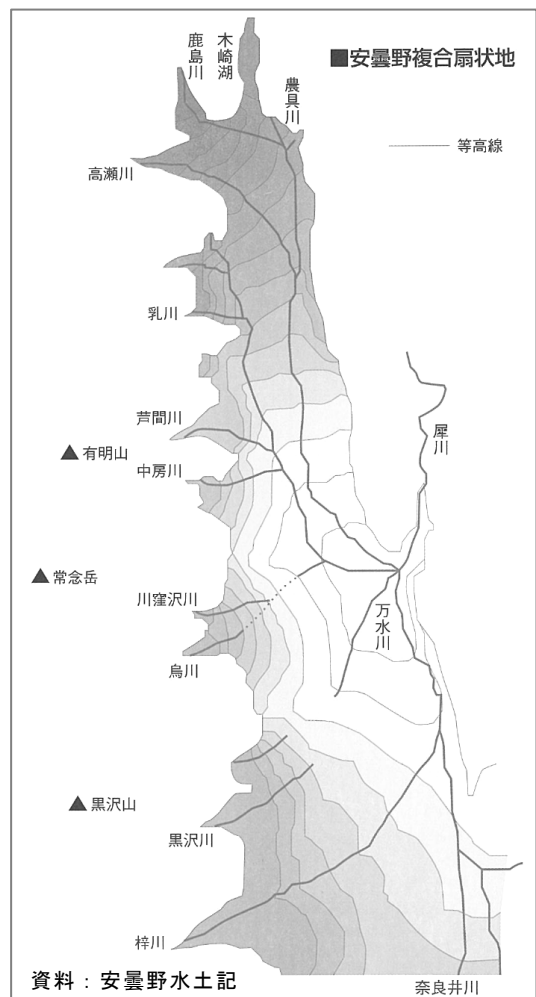 ■安曇野複合扇状地
鹿島川
木崎湖
農具川
等高線
高瀬川
乳川
芦間川
有明山
中房川
犀川
常念岳
川窪沢川
万水川
烏川
黒沢山
黒沢川
梓川
資料：安曇野水土記
奈良井川